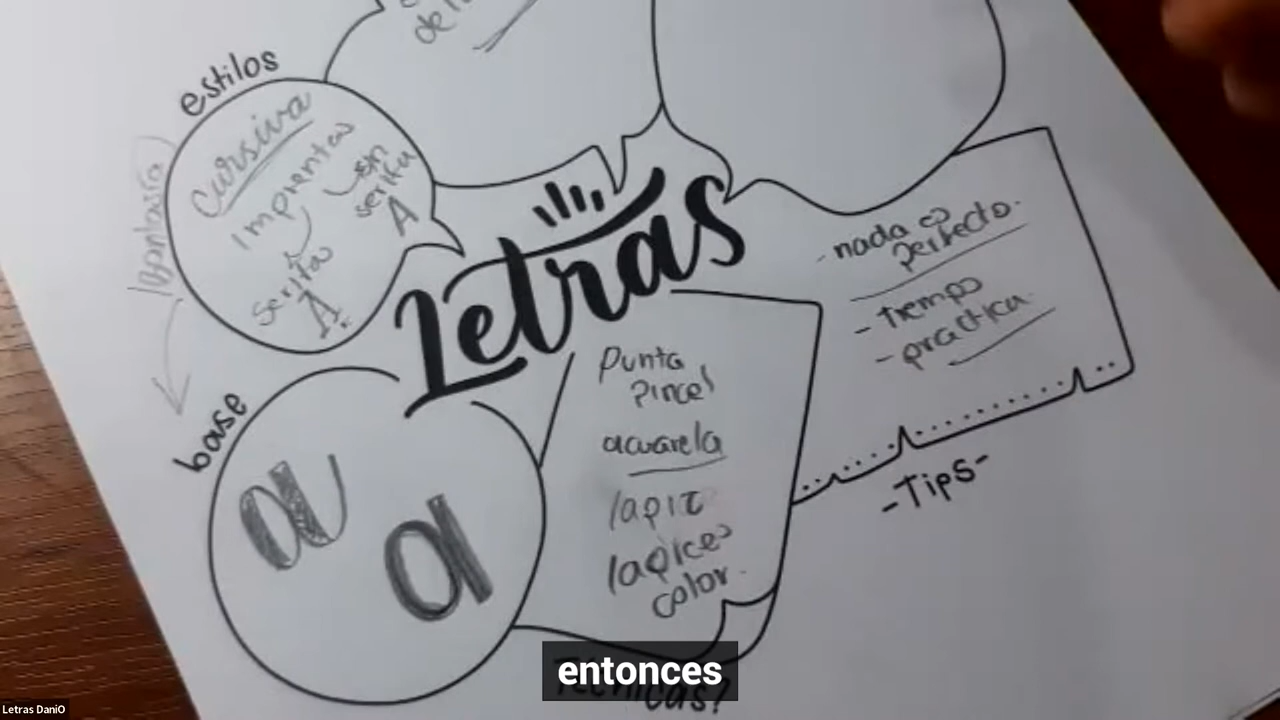 estilos
Cursiva
imprenta
sin
serifa
A
serifa
A
fantasía
Letras
base
a
a
Punta
Pincel
acuarela
lapiz
lapices
color.
- nada es
perfecto.
- tiempo
- practica.
-Tips-
entonces
Letras DaniO